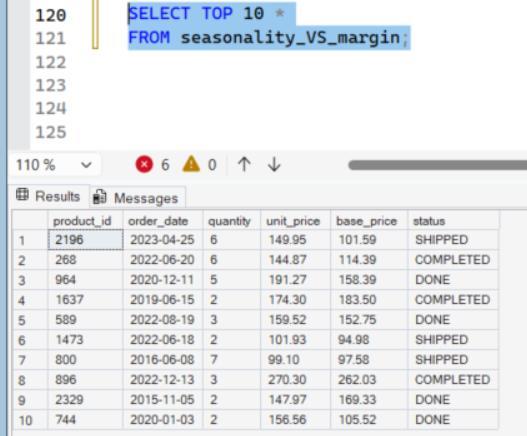 120 SELECT TOP 10 *
121 FROM seasonality_VS_margin;
122
123
124
125
110 % 6 0
Results Messages
product_id order_date quantity unit_price base_price status
1 2196 2023-04-25 6 149.95 101.59 SHIPPED
2 268 2022-06-20 6 144.87 114.39 COMPLETED
3 964 2020-12-11 5 191.27 158.39 DONE
4 1637 2019-06-15 2 174.30 183.50 COMPLETED
5 589 2022-08-19 3 159.52 152.75 DONE
6 1473 2022-06-18 2 101.93 94.98 SHIPPED
7 800 2016-06-08 7 99.10 97.58 SHIPPED
8 896 2022-12-13 3 270.30 262.03 COMPLETED
9 2329 2015-11-05 2 147.97 169.33 DONE
10 744 2020-01-03 2 156.56 105.52 DONE